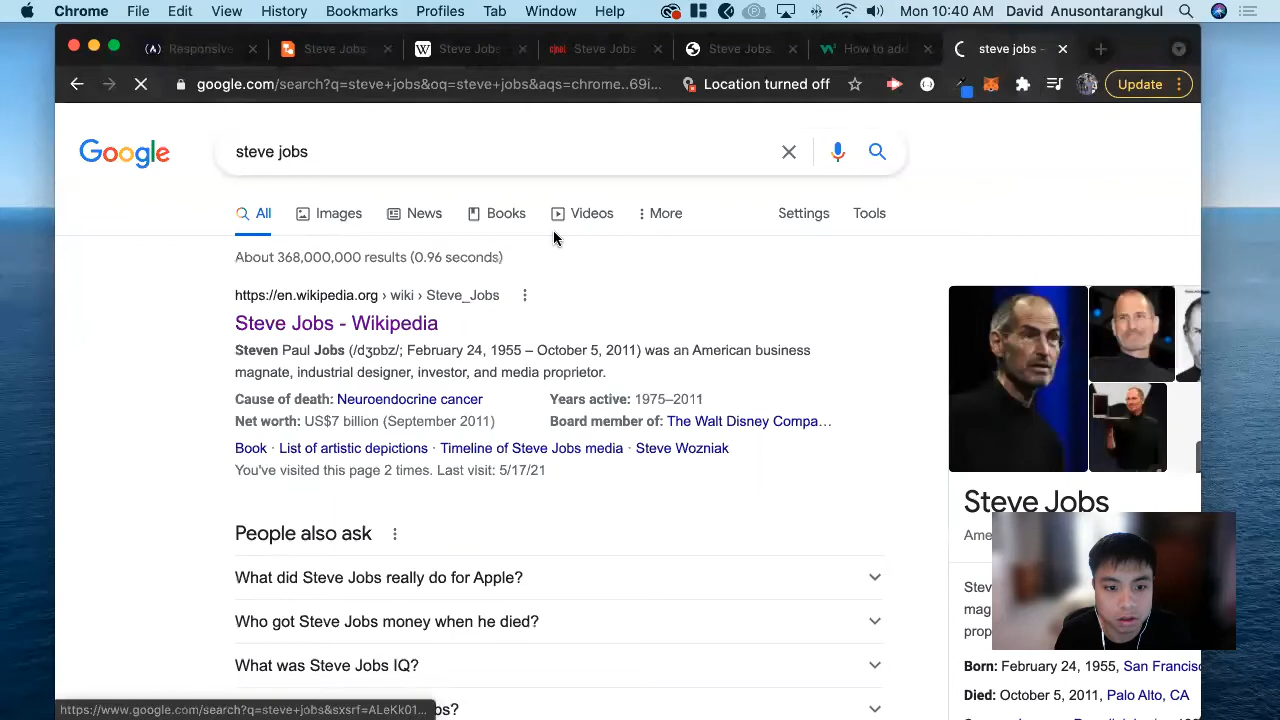 Chrome File Edit View History Bookmarks Profiles Tab Window Help Mon 10:40 AM David Anusontarangkul
Responsive Steve Jobs Steve Jobs Steve Jobs Steve Jobs How to add steve jobs -
google.com/search?q=steve+jobs&oq=steve+jobs&aqs=chrome..69i... Location turned off Update
Google steve jobs
All Images News Books Videos More Settings Tools
About 368,000,000 results (0.96 seconds)
https://en.wikipedia.org › wiki › Steve_Jobs
Steve Jobs - Wikipedia
Steven Paul Jobs (/dʒɒbz/; February 24, 1955 – October 5, 2011) was an American business
magnate, industrial designer, investor, and media proprietor.
Cause of death: Neuroendocrine cancer Years active: 1975–2011
Net worth: US$7 billion (September 2011) Board member of: The Walt Disney Compa...
Book · List of artistic depictions · Timeline of Steve Jobs media · Steve Wozniak
You've visited this page 2 times. Last visit: 5/17/21
People also ask
What did Steve Jobs really do for Apple?
Who got Steve Jobs money when he died?
What was Steve Jobs IQ?
Steve Jobs
Born: February 24, 1955, San
Died: October 5, 2011, Palo Alto, CA
https://www.google.com/search?q=steve+jobs&sxsrf=ALeKk01...